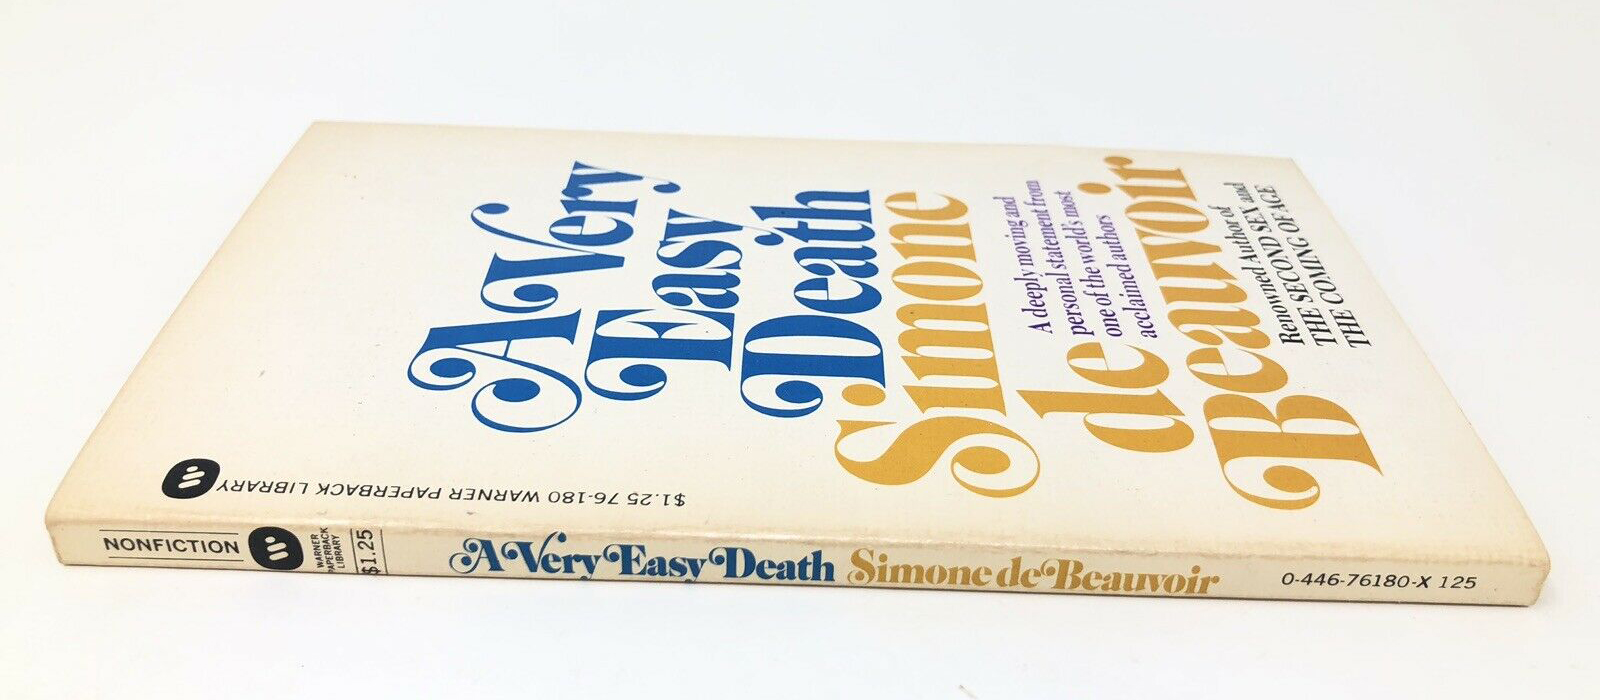 A Very
Easy
Death
Simone
de
Beauvoir
A deeply moving and
personal statement from
one of the world's most
acclaimed authors
Renowned Author of
THE SECOND SEX and
THE COMING OF AGE
$1.25 76-180 WARNER PAPERBACK LIBRARY
NONFICTION
WARNER
PAPERBACK
LIBRARY
$1.25
A Very Easy Death Simone de Beauvoir
0-446-76180-X 125